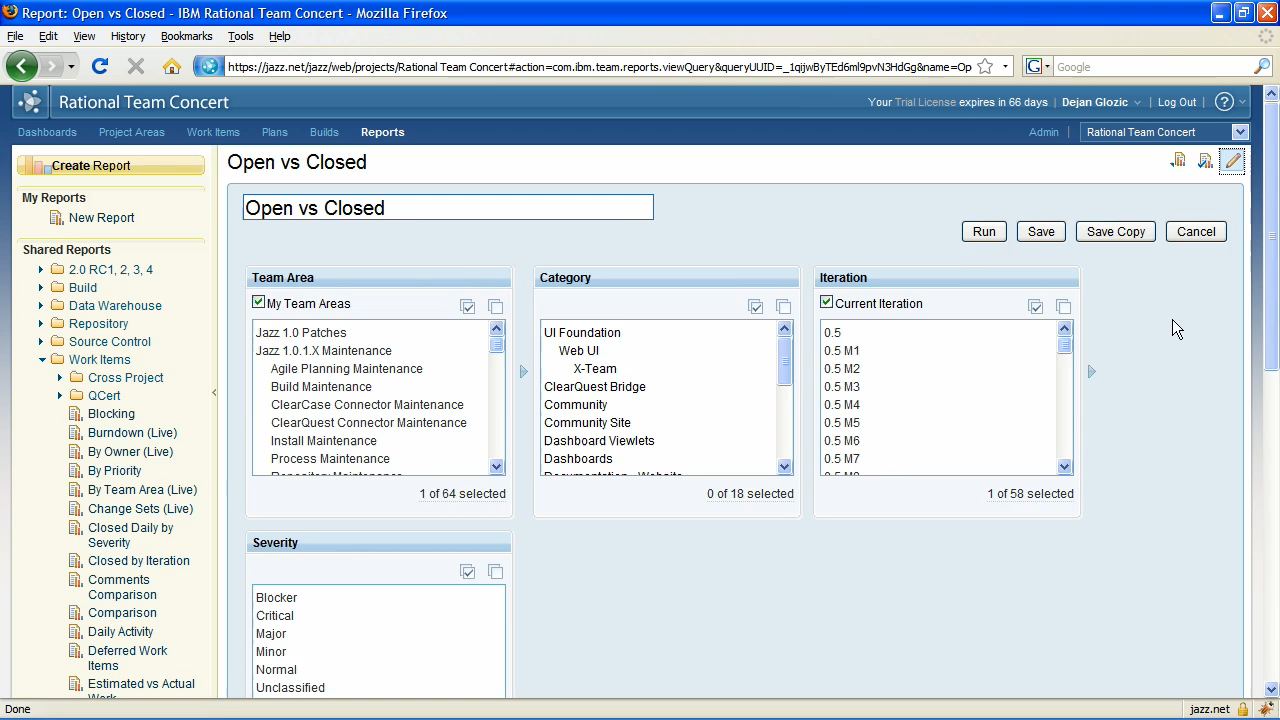 Report: Open vs Closed - IBM Rational Team Concert - Mozilla Firefox
File Edit View History Bookmarks Tools Help
https://jazz.net/jazz/web/projects/Rational Team Concert#action=com.ibm.team.reports.viewQuery&queryUUID=_1qijwByTEd6ml9pvN3HdGg&name=Op
Google
Rational Team Concert
Your Trial License expires in 66 days | Dejan Glozic | Log Out
Dashboards Project Areas Work Items Plans Builds Reports
Admin | Rational Team Concert
Create Report
My Reports
New Report
Shared Reports
2.0 RC1, 2, 3, 4
Build
Data Warehouse
Repository
Source Control
Work Items
Cross Project
QCert
Blocking
Burndown (Live)
By Owner (Live)
By Priority
By Team Area (Live)
Change Sets (Live)
Closed Daily by
Severity
Closed by Iteration
Comments
Comparison
Comparison
Daily Activity
Deferred Work
Items
Estimated vs Actual
Work
Open vs Closed
Open vs Closed
Run Save Save Copy Cancel
Team Area
My Team Areas
Jazz 1.0 Patches
Jazz 1.0.1.X Maintenance
Agile Planning Maintenance
Build Maintenance
ClearCase Connector Maintenance
ClearQuest Connector Maintenance
Install Maintenance
Process Maintenance
Repository Maintenance
1 of 64 selected
Category
UI Foundation
Web UI
X-Team
ClearQuest Bridge
Community
Community Site
Dashboard Viewlets
Dashboards
Documentation - Website
0 of 18 selected
Iteration
Current Iteration
0.5
0.5 M1
0.5 M2
0.5 M3
0.5 M4
0.5 M5
0.5 M6
0.5 M7
0.5 M8
1 of 58 selected
Severity
Blocker
Critical
Major
Minor
Normal
Unclassified
Done
jazz.net